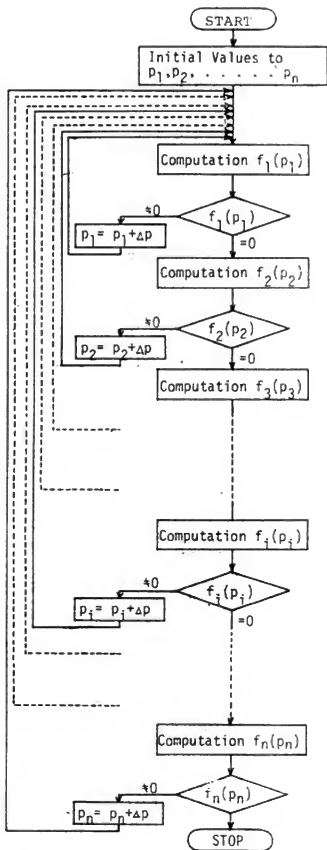 START
Initial Values to
p₁,p₂, . . . . . . pₙ
Computation f₁(p₁)
≠0
f₁(p₁)
p₁= p₁+Δp
=0
Computation f₂(p₂)
≠0
f₂(p₂)
p₂= p₂+Δp
=0
Computation f₃(p₃)
Computation fᵢ(pᵢ)
≠0
fᵢ(pᵢ)
pᵢ= pᵢ+Δp
=0
Computation fₙ(pₙ)
≠0
fₙ(pₙ)
pₙ= pₙ+Δp
STOP